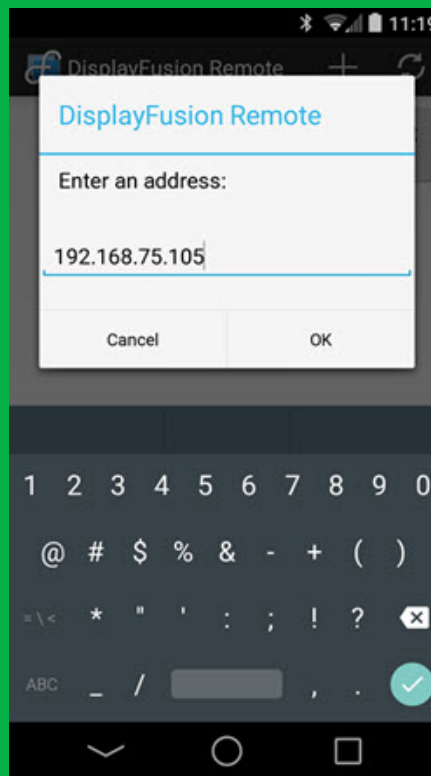 11:19
DisplayFusion Remote
DisplayFusion Remote
Enter an address:
192.168.75.105
Cancel
OK
1 2 3 4 5 6 7 8 9 0
@ # $ % & - + ( )
= \ < * " ' : ; ! ?
ABC _ / , .